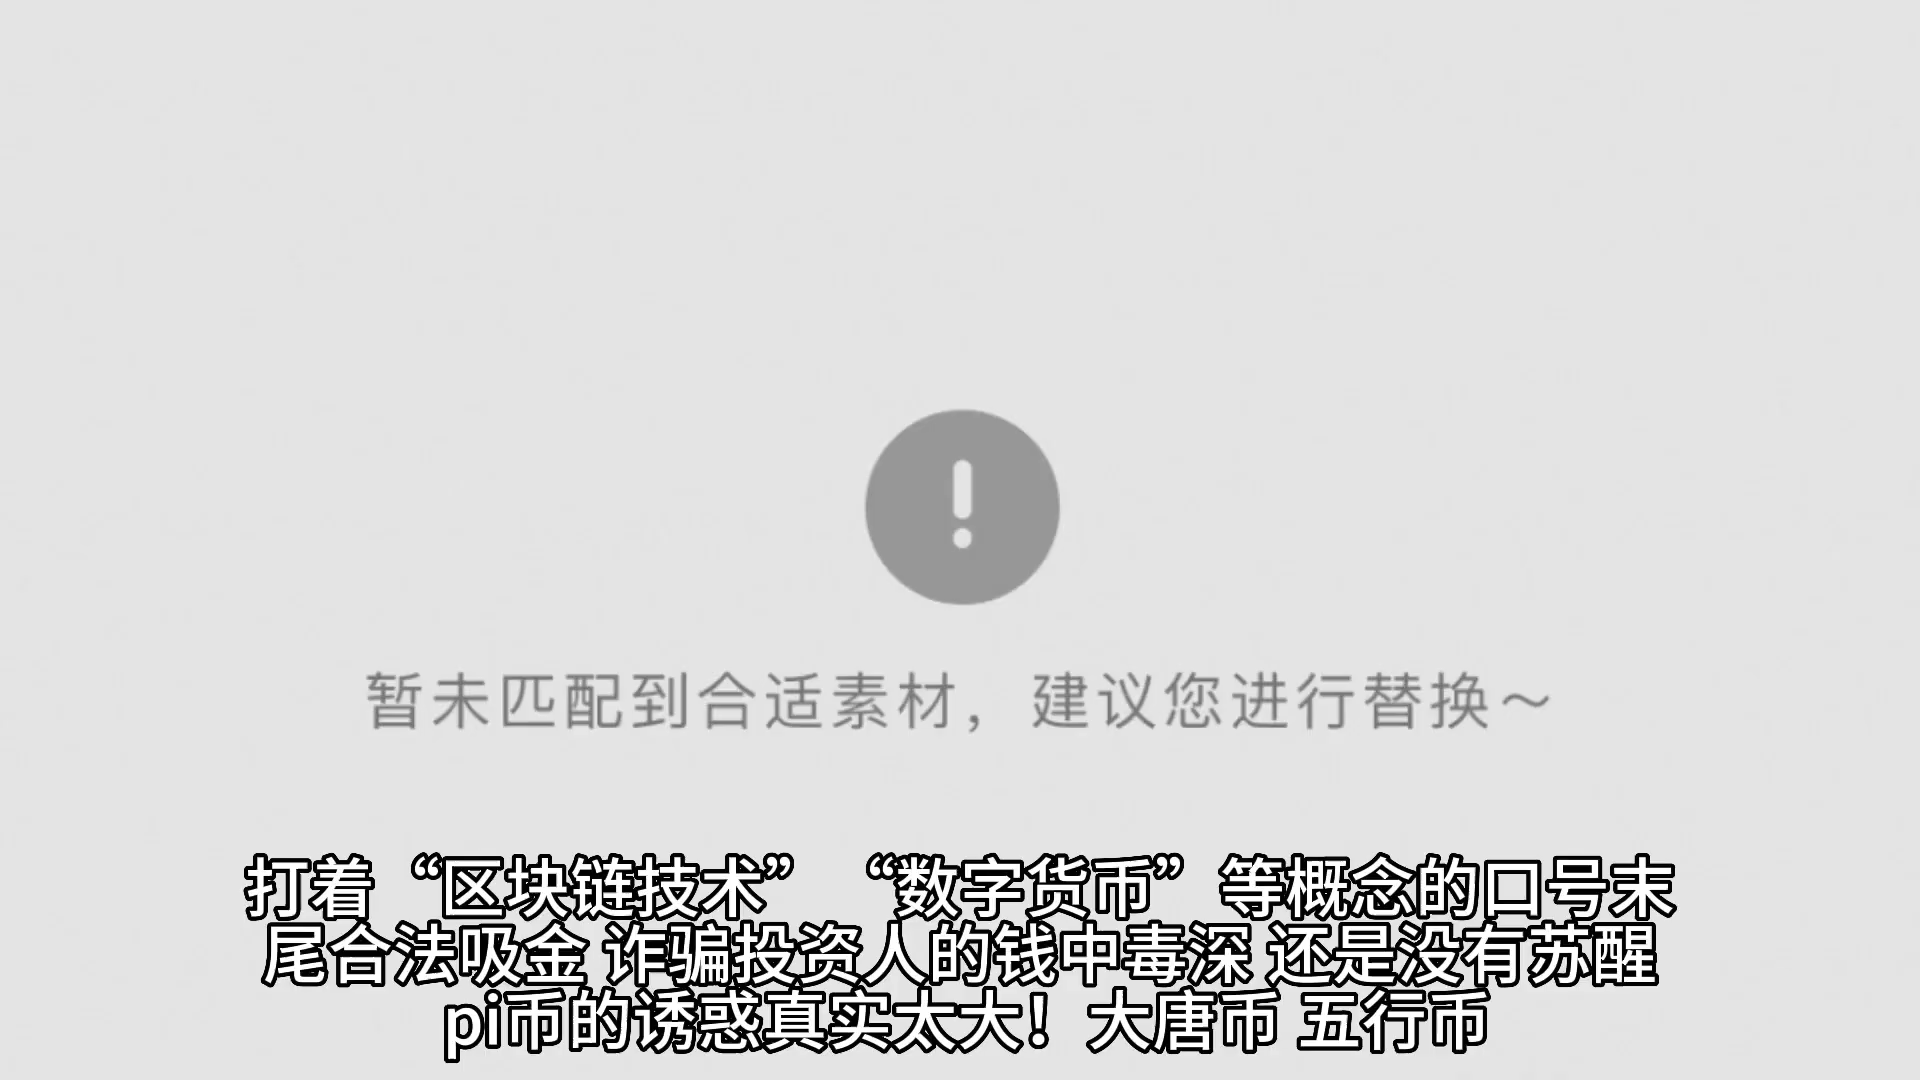 暂未匹配到合适素材，建议您进行替换～
打着“区块链技术” “数字货币”等概念的口号末
尾合法吸金 诈骗投资人的钱中毒深 还是没有苏醒
pi币的诱惑真实太大！大唐币 五行币